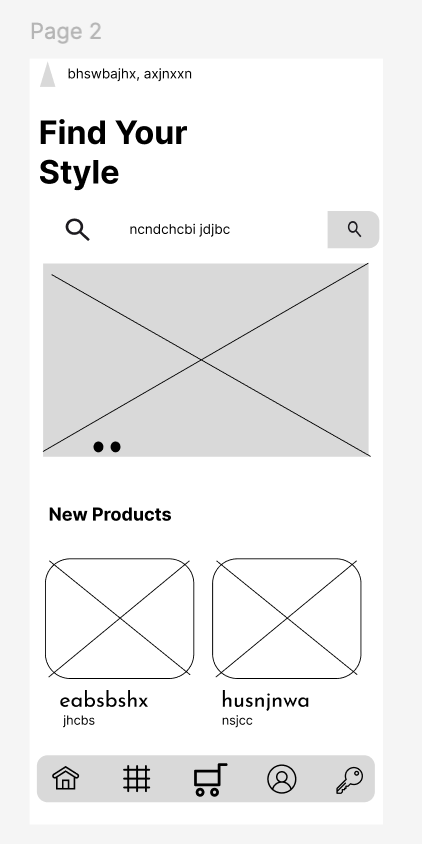 Page 2
bhswbajhx, axjnxxn
Find Your
Style
ncndchcbi jdjbc
New Products
eabsbshx
husnjnwa
jhcbs
nsjcc